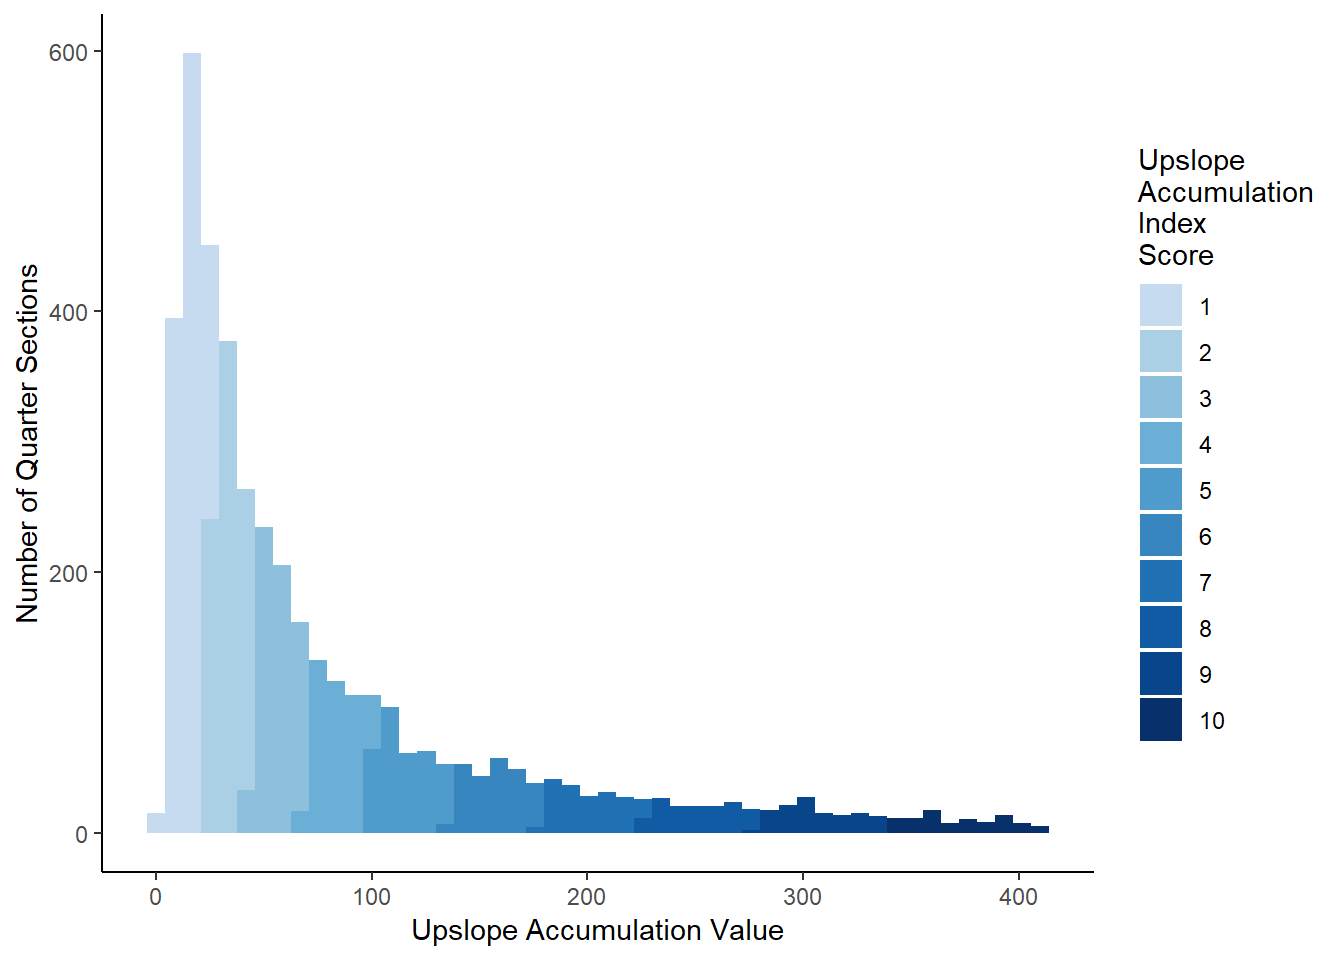 600
400
200
0
Number of Quarter Sections
0 100 200 300 400
Upslope Accumulation Value
Upslope
Accumulation
Index
Score
1
2
3
4
5
6
7
8
9
10